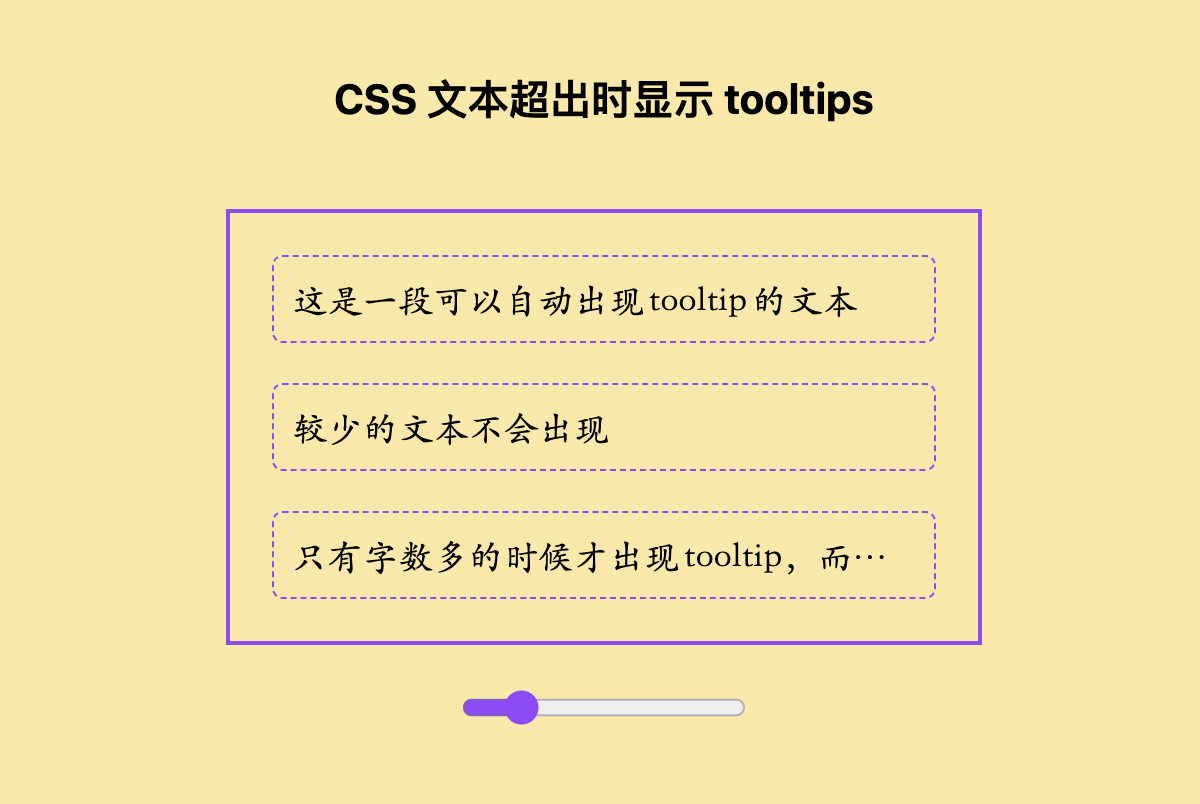 CSS 文本超出时显示 tooltips
这是一段可以自动出现tooltip的文本
较少的文本不会出现
只有字数多的时候才出现tooltip，而…